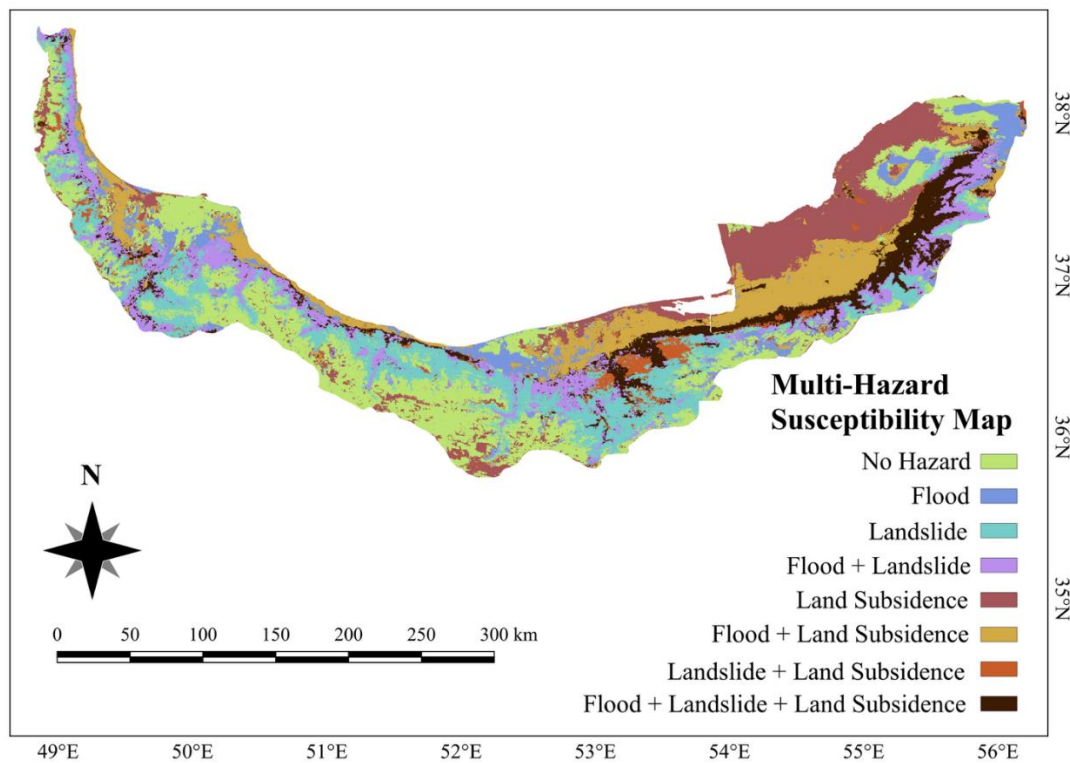 38°N
37°N
36°N
35°N
Multi-Hazard
Susceptibility Map
No Hazard
Flood
Landslide
Flood + Landslide
Land Subsidence
Flood + Land Subsidence
Landslide + Land Subsidence
Flood + Landslide + Land Subsidence
N
0 50 100 150 200 250 300 km
49°E 50°E 51°E 52°E 53°E 54°E 55°E 56°E